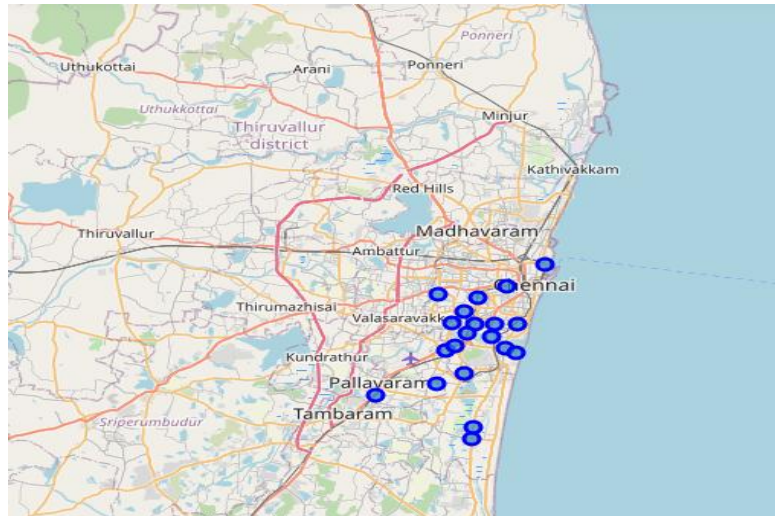 Ponneri
Uthukottai
Arani
Ponneri
Uthukkottai
Minjur
Thiruvallur
district
Kathivakkam
Red Hills
Thiruvallur
Madhavaram
Ambattur
Chennai
Thirumazhisai
Valasaravakk
Kundrathur
Pallavaram
Tambaram
Sriperumbudur